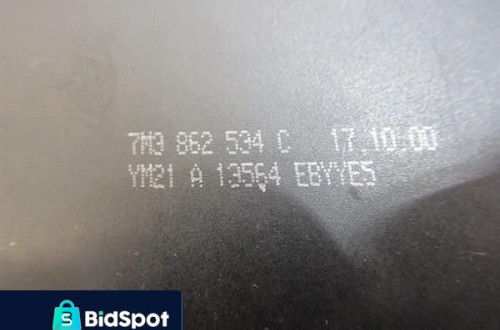 7M3 862 534 C 17.10.00
YM21 A 13564 EBYYE5
S
BidSpot